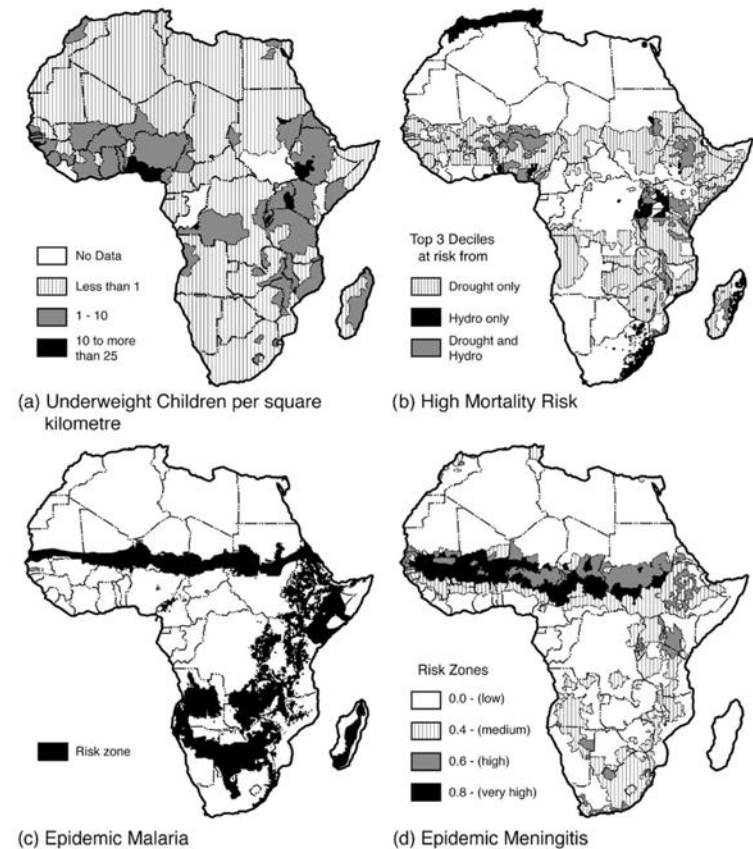 No Data
Less than 1
1 - 10
10 to more
than 25
(a) Underweight Children per square
kilometre
Top 3 Deciles
at risk from
Drought only
Hydro only
Drought and
Hydro
(b) High Mortality Risk
Risk zone
(c) Epidemic Malaria
Risk Zones
0.0 - (low)
0.4 - (medium)
0.6 - (high)
0.8 - (very high)
(d) Epidemic Meningitis